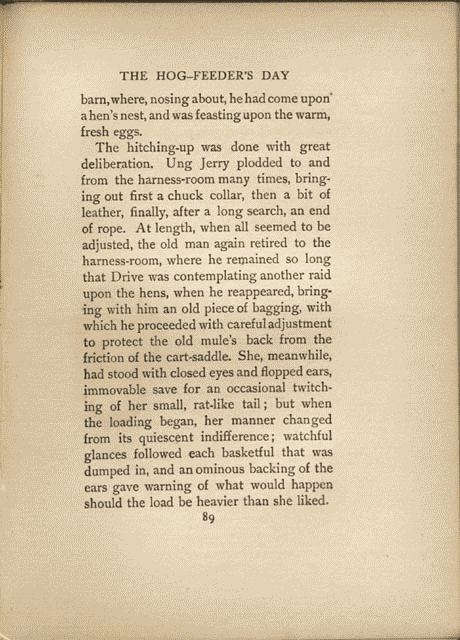 THE HOG-FEEDER'S DAY
barn, where, nosing about, he had come upon
a hen's nest, and was feasting upon the warm,
fresh eggs.
The hitching-up was done with great
deliberation. Ung Jerry plodded to and
from the harness-room many times, bring-
ing out first a chuck collar, then a bit of
leather, finally, after a long search, an end
of rope. At length, when all seemed to be
adjusted, the old man again retired to the
harness-room, where he remained so long
that Drive was contemplating another raid
upon the hens, when he reappeared, bring-
ing with him an old piece of bagging, with
which he proceeded with careful adjustment
to protect the old mule's back from the
friction of the cart-saddle. She, meanwhile,
had stood with closed eyes and flopped ears,
immovable save for an occasional twitch-
ing of her small, rat-like tail; but when
the loading began, her manner changed
from its quiescent indifference; watchful
glances followed each basketful that was
dumped in, and an ominous backing of the
ears gave warning of what would happen
should the load be heavier than she liked.
89